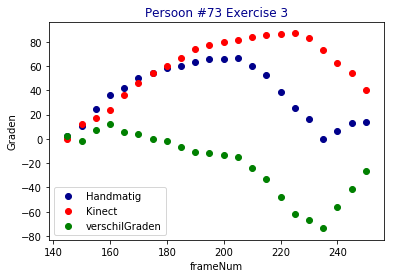 Persoon #73 Exercise 3
Graden
80
60
40
20
0
−20
−40
−60
−80
Handmatig
Kinect
verschilGraden
140
160
180
200
220
240
frameNum